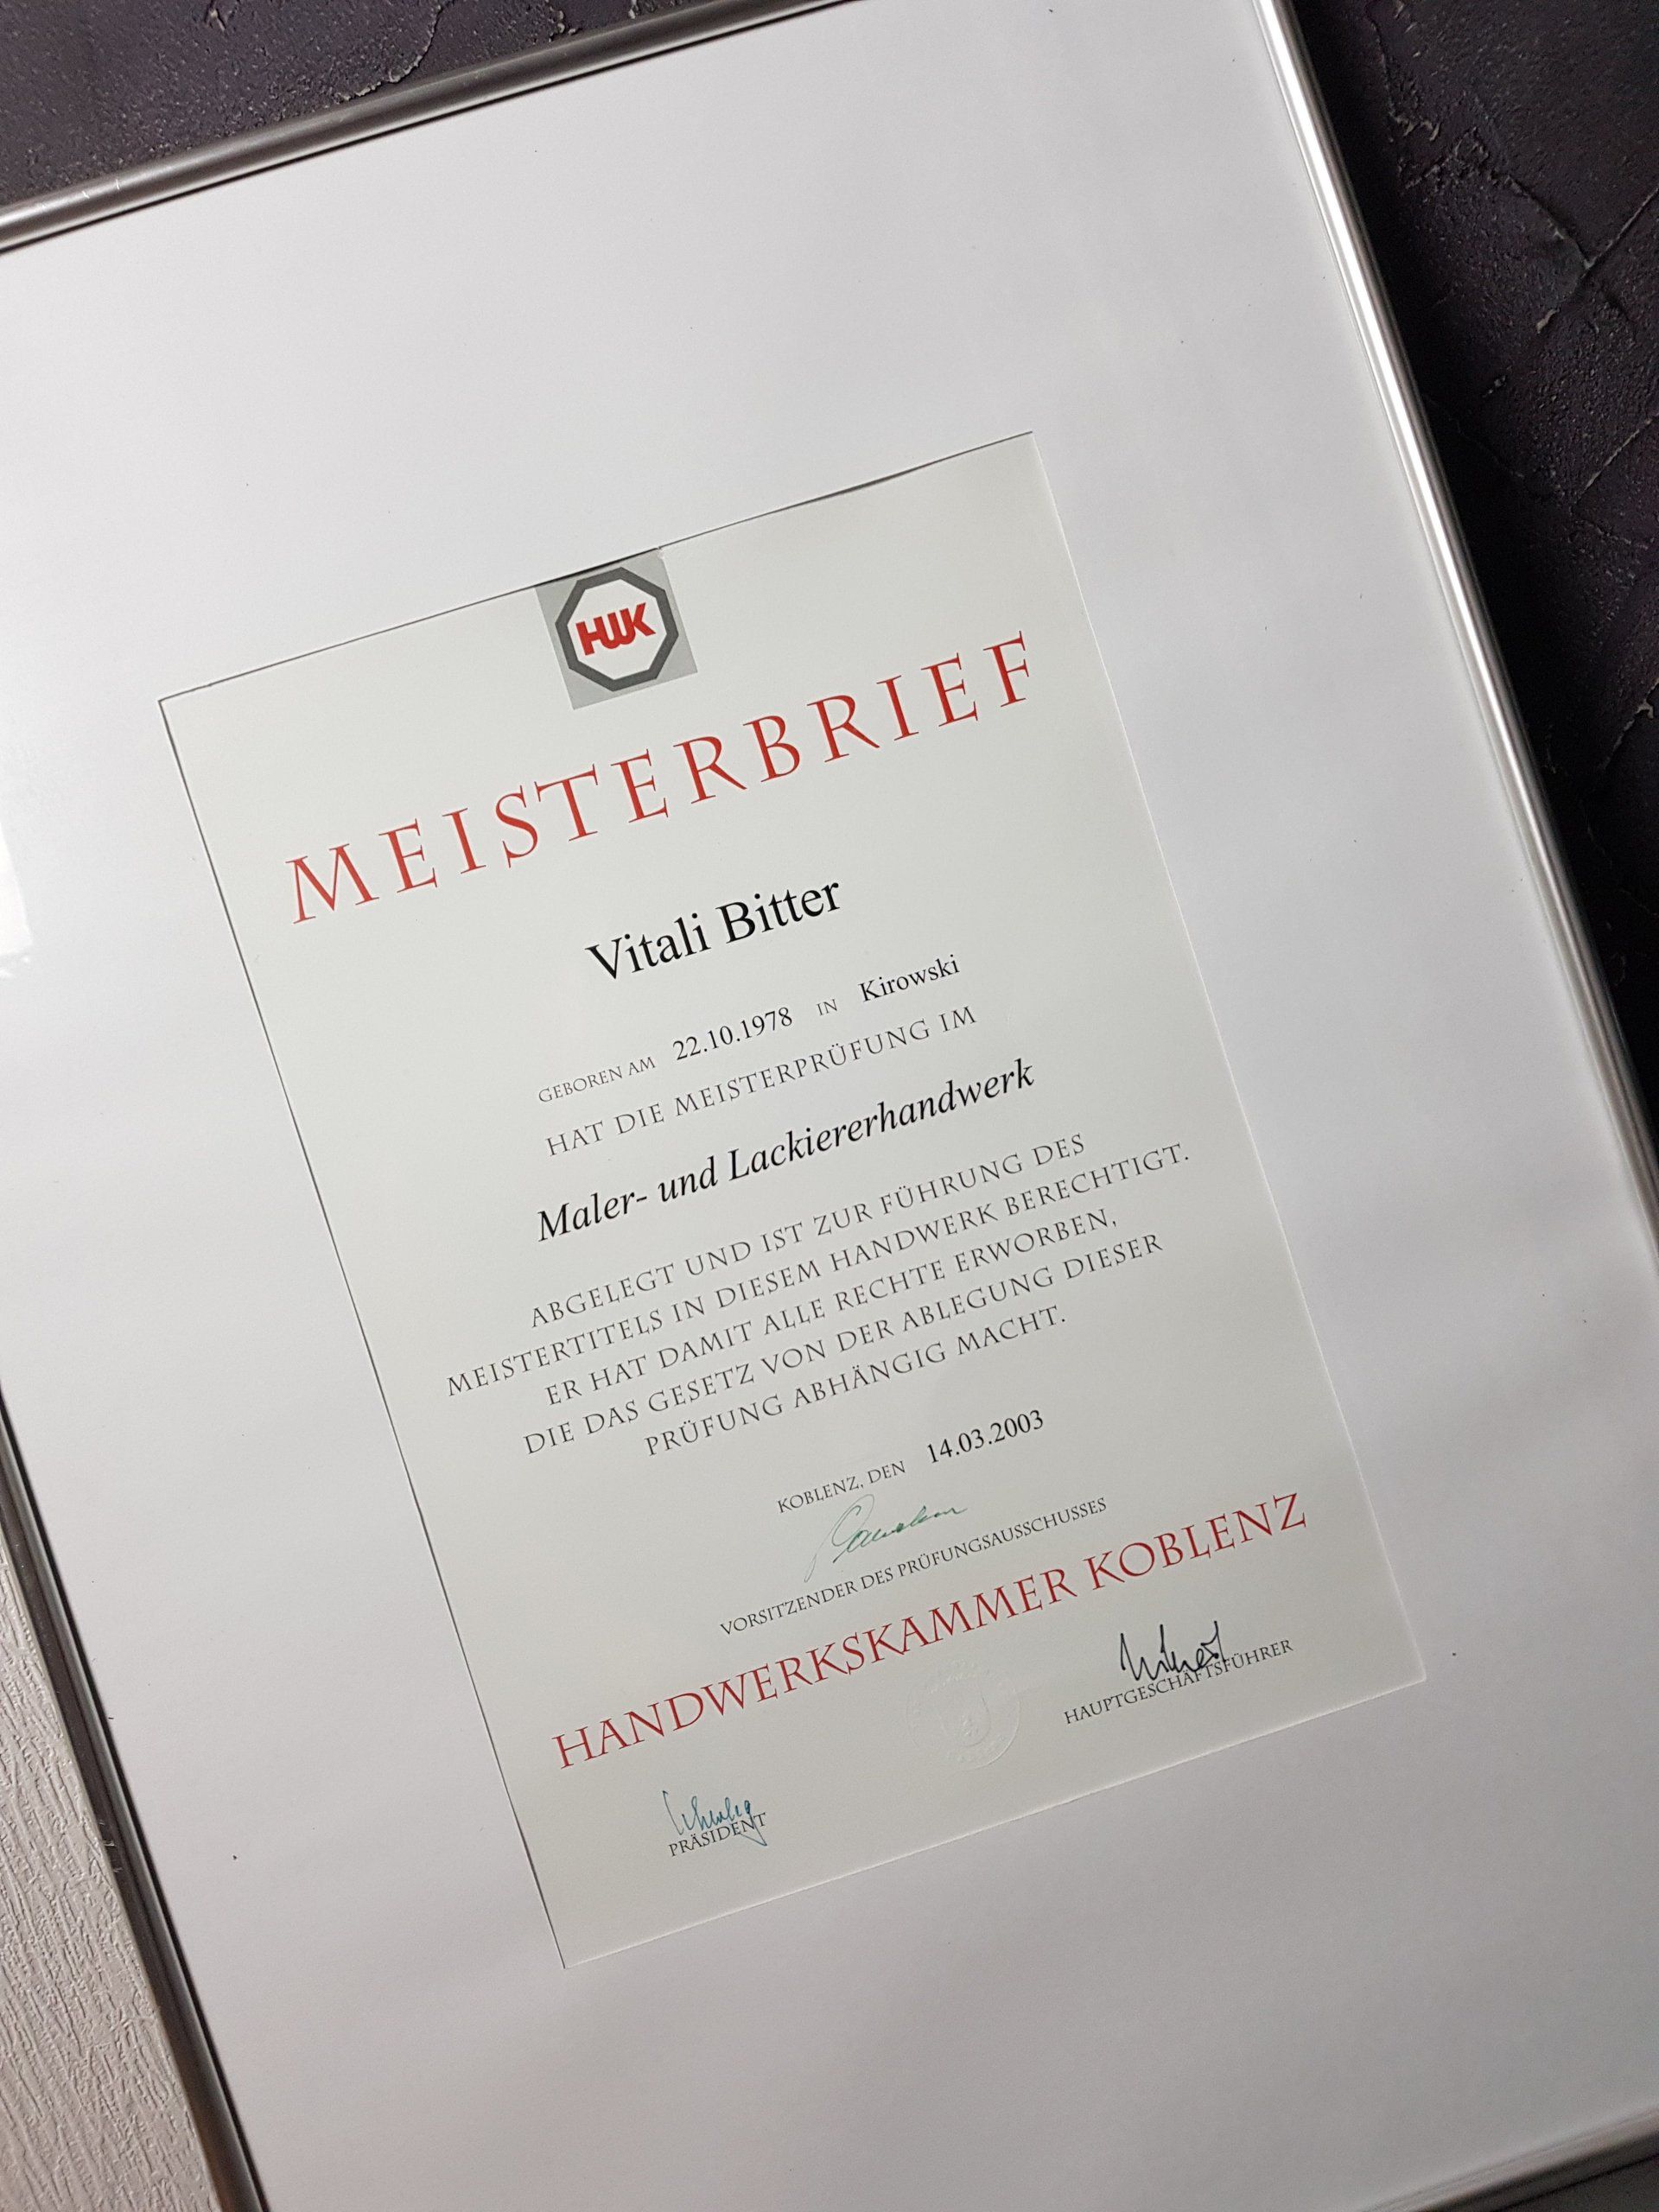 HWK
MEISTERBRIEF
Vitali Bitter
GEBOREN AM 22.10.1978 IN Kirowski
HAT DIE MEISTERPRÜFUNG IM
Maler- und Lackiererhandwerk
ABGELEGT UND IST ZUR FÜHRUNG DES
MEISTERTITELS IN DIESEM HANDWERK BERECHTIGT.
ER HAT DAMIT ALLE RECHTE ERWORBEN,
DIE DAS GESETZ VON DER ABLEGUNG DIESER
PRÜFUNG ABHÄNGIG MACHT.
KOBLENZ, DEN 14.03.2003
VORSITZENDER DES PRÜFUNGSAUSSCHUSSES
HANDWERKSKAMMER KOBLENZ
PRÄSIDENT
HAUPTGESCHÄFTSFÜHRER